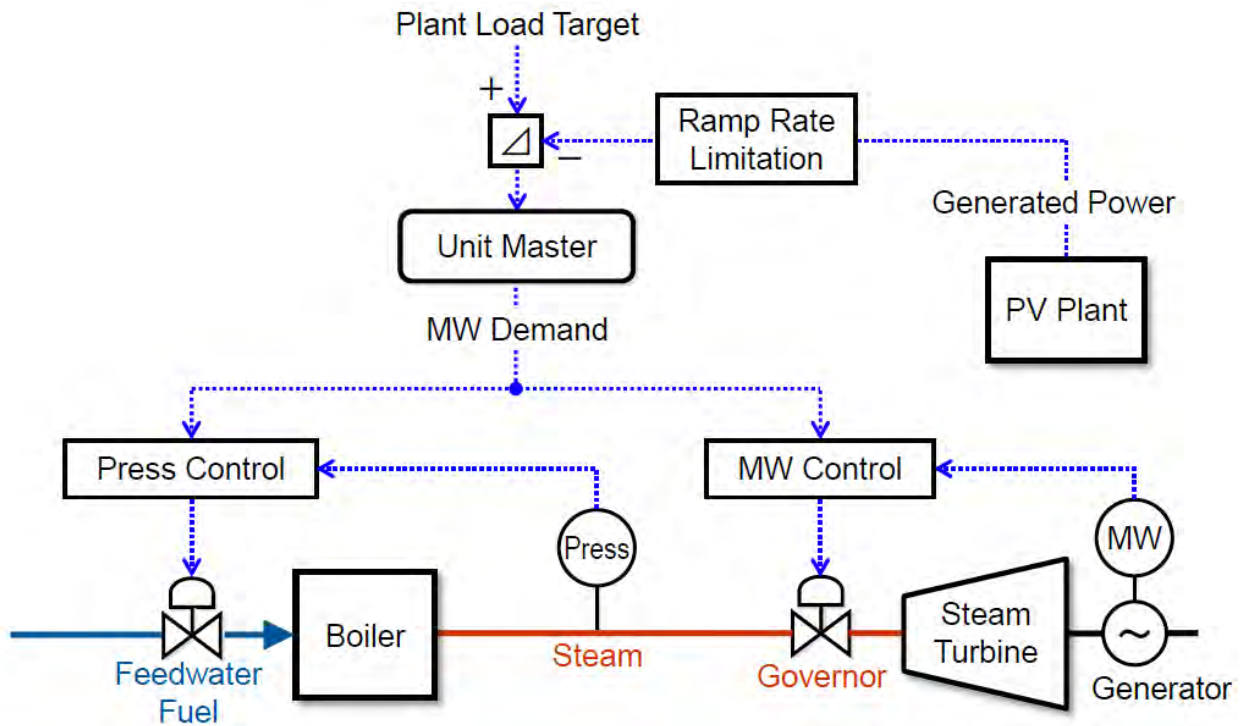 Plant Load Target
+
Ramp Rate
Limitation
−
Generated Power
Unit Master
PV Plant
MW Demand
Press Control
MW Control
Press
MW
Boiler
Steam
Turbine
~
Steam
Governor
Feedwater
Fuel
Generator